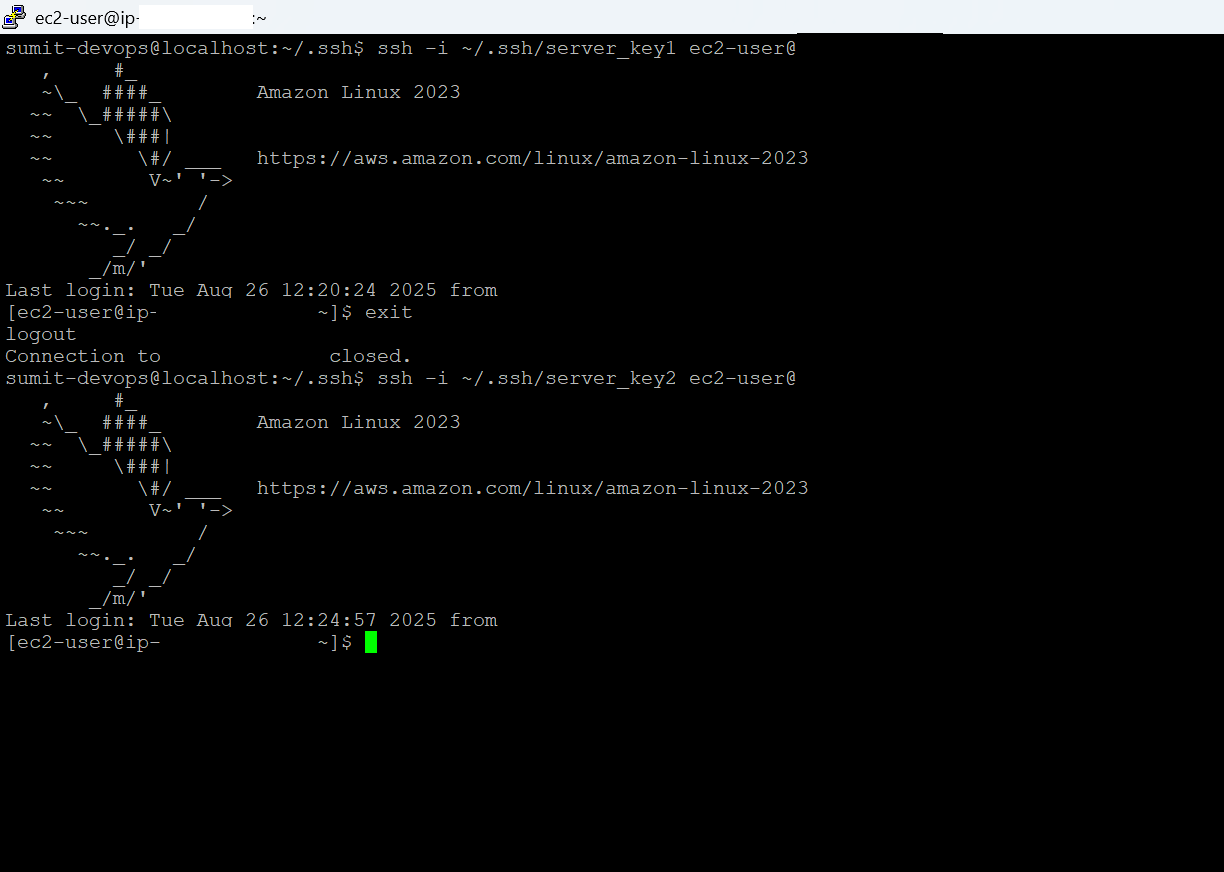 ec2-user@ip- :~
sumit-devops@localhost:~/.ssh$ ssh -i ~/.ssh/server_key1 ec2-user@
   ,     #_
   ~\_  ####_        Amazon Linux 2023
  ~~  \_#####\
  ~~     \###|
  ~~       \#/ ___   https://aws.amazon.com/linux/amazon-linux-2023
   ~~       V~' '->
    ~~~         /
      ~~._.   _/
         _/ _/
       _/m/'
Last login: Tue Aug 26 12:20:24 2025 from
[ec2-user@ip-             ~]$ exit
logout
Connection to              closed.
sumit-devops@localhost:~/.ssh$ ssh -i ~/.ssh/server_key2 ec2-user@
   ,     #_
   ~\_  ####_        Amazon Linux 2023
  ~~  \_#####\
  ~~     \###|
  ~~       \#/ ___   https://aws.amazon.com/linux/amazon-linux-2023
   ~~       V~' '->
    ~~~         /
      ~~._.   _/
         _/ _/
       _/m/'
Last login: Tue Aug 26 12:24:57 2025 from
[ec2-user@ip-             ~]$